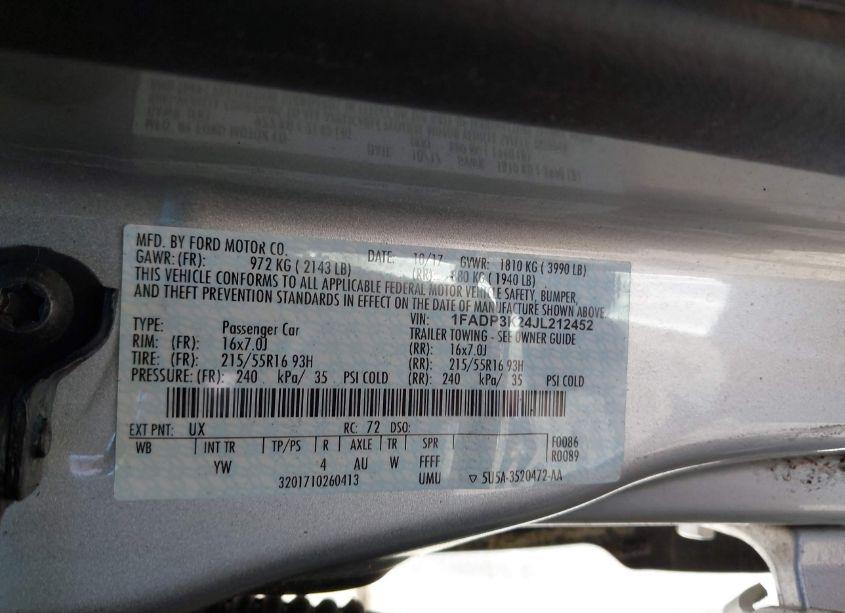 MFD. BY FORD MOTOR CO. DATE: 10/17 GVWR: 1810 KG ( 3990 LB)
GAWR: (FR): 972 KG ( 2143 LB) (RR): 880 KG ( 1940 LB)
THIS VEHICLE CONFORMS TO ALL APPLICABLE FEDERAL MOTOR VEHICLE SAFETY, BUMPER,
AND THEFT PREVENTION STANDARDS IN EFFECT ON THE DATE OF MANUFACTURE SHOWN ABOVE.
VIN: 1FADP3K24JL212452
TYPE: Passenger Car TRAILER TOWING - SEE OWNER GUIDE
RIM: (FR): 16x7.0J (RR): 16x7.0J
TIRE: (FR): 215/55R16 93H (RR): 215/55R16 93H
PRESSURE: (FR): 240 kPa/ 35 PSI COLD (RR): 240 kPa/ 35 PSI COLD
EXT PNT: UX RC: 72 DSO:
WB INT TR TP/PS R AXLE TR SPR F0086
YW 4 AU W FFFF R0089
3201710260413 UMU ▽ 5U5A-3520472-AA